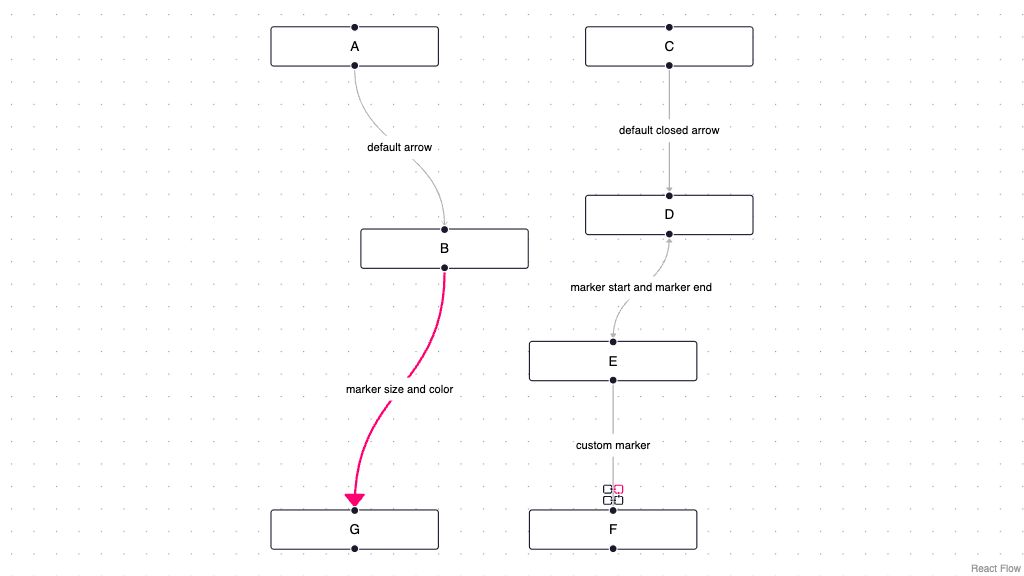 A
C
default closed arrow
default arrow
D
B
marker start and marker end
E
marker size and color
custom marker
G
F
React Flow